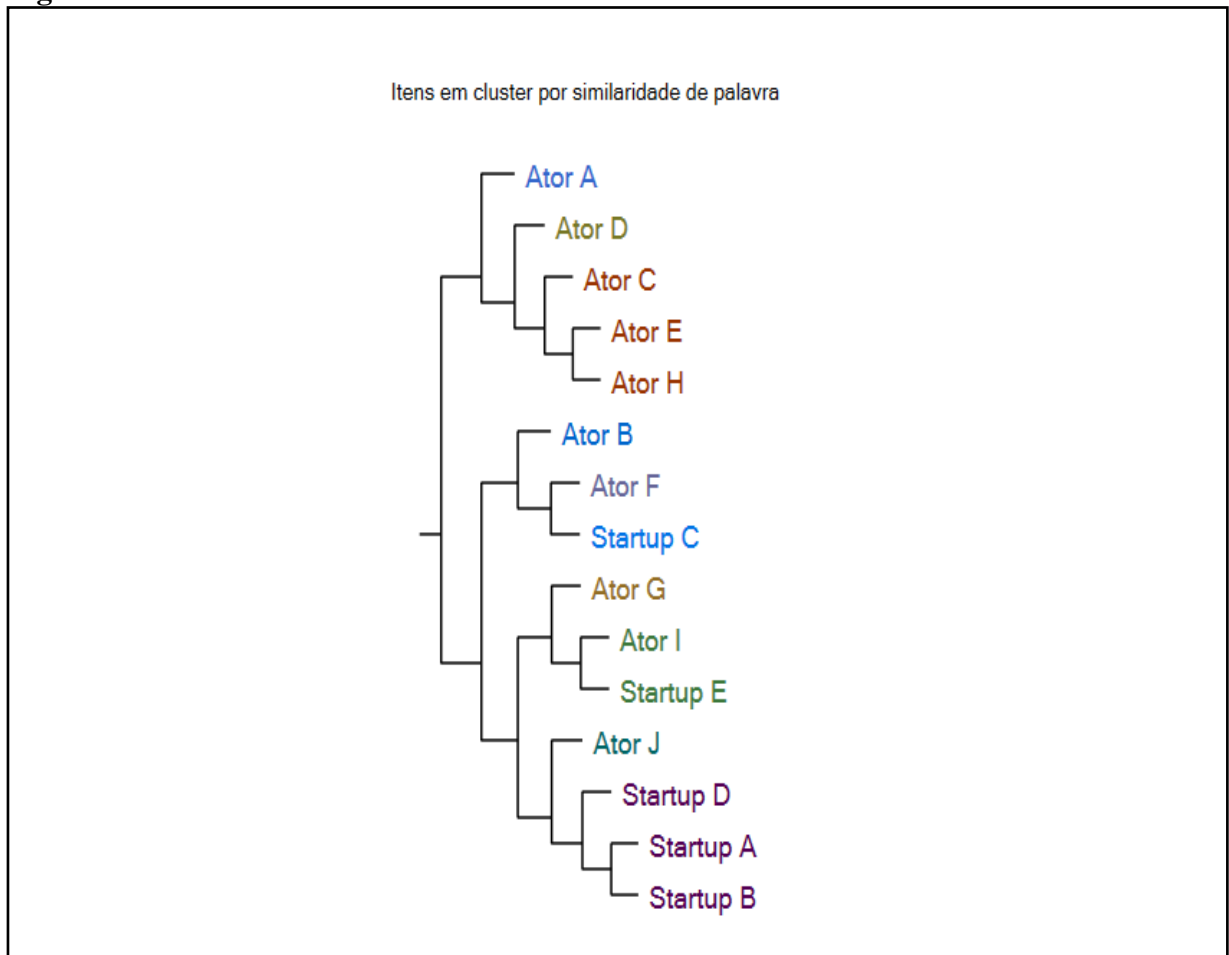 Itens em cluster por similaridade de palavra
Ator A
Ator D
Ator C
Ator E
Ator H
Ator B
Ator F
Startup C
Ator G
Ator I
Startup E
Ator J
Startup D
Startup A
Startup B